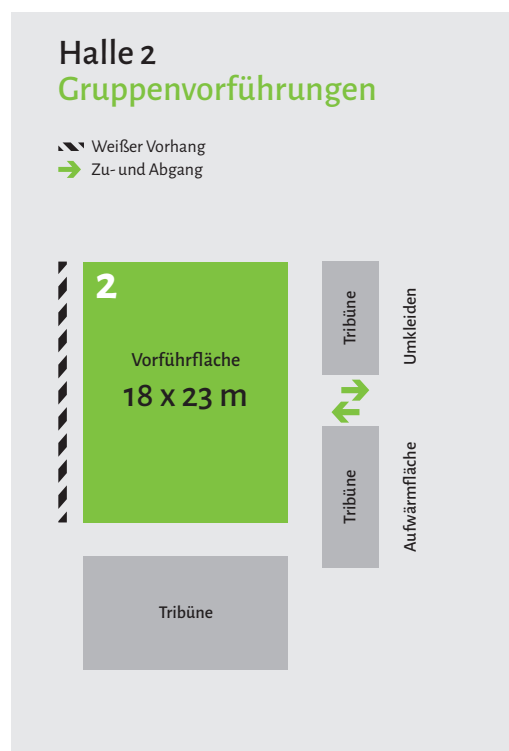 Halle 2
Gruppenvorführungen
Weißer Vorhang
Zu- und Abgang
2
Vorführfläche
18 x 23 m
Tribüne
Umkleiden
Tribüne
Aufwärmfläche
Tribüne